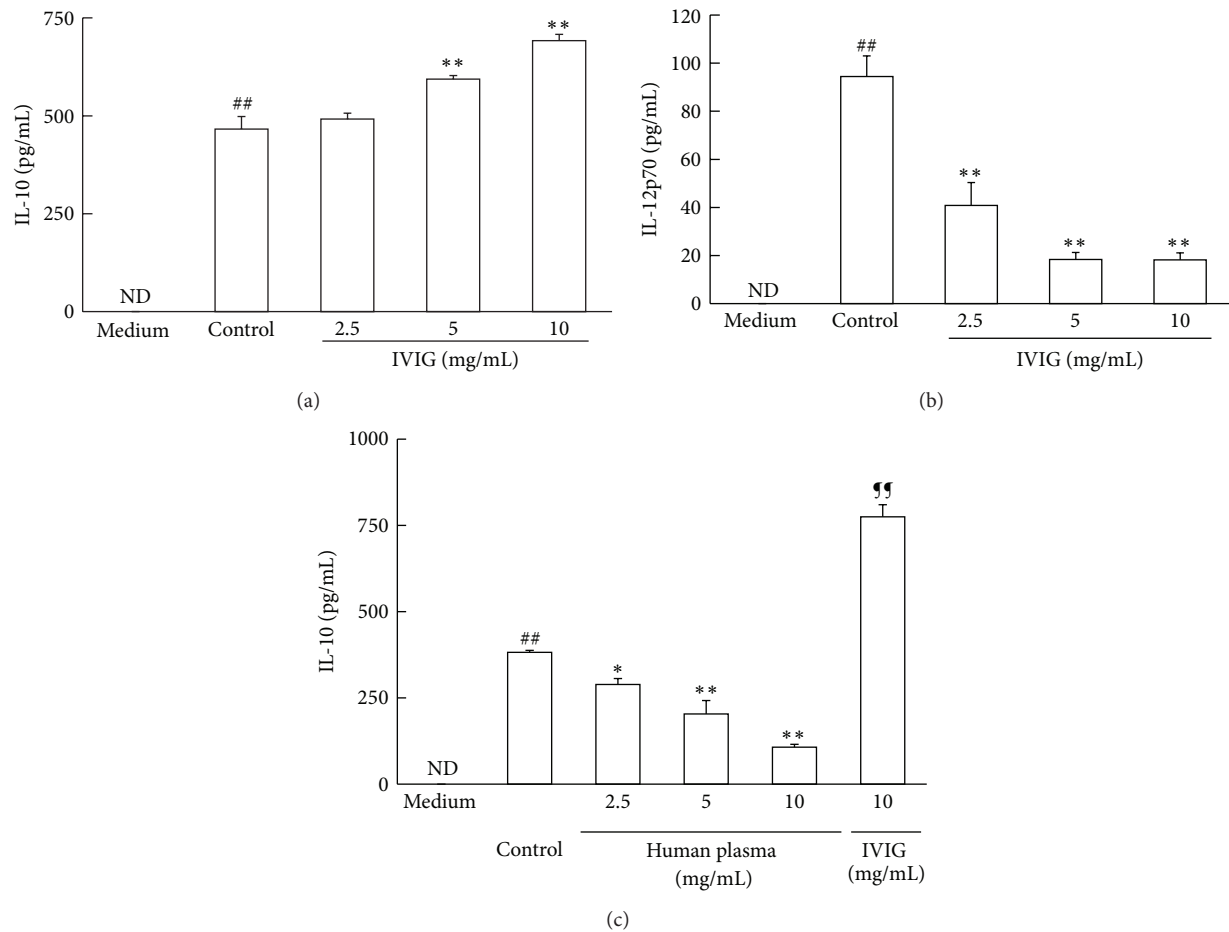 750
500
250
0
IL-10 (pg/mL)
ND
##
**
**
Medium
Control
2.5
5
10
IVIG (mg/mL)
(a)
120
100
80
60
40
20
0
IL-12p70 (pg/mL)
ND
##
**
**
**
Medium
Control
2.5
5
10
IVIG (mg/mL)
(b)
1000
750
500
250
0
IL-10 (pg/mL)
ND
##
*
**
**
¶¶
Medium
2.5
5
10
10
Control
Human plasma
(mg/mL)
IVIG
(mg/mL)
(c)